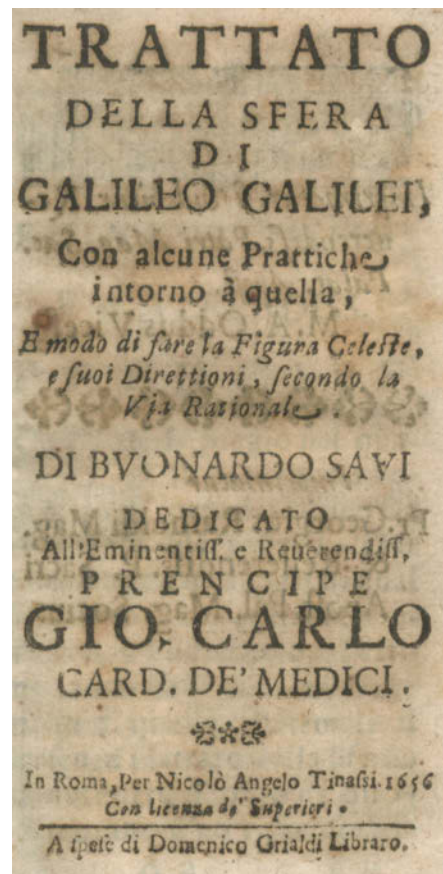 TRATTATO
DELLA SFERA
DI
GALILEO GALILEI,
Con alcune Prattiche
intorno à quella,
E modo di fare la Figura Celeste,
e suoi Direttioni, secondo la
Via Rationale.
DI BVONARDO SAVI
DEDICATO
All'Eminentiss. e Reuerendiss,
PRENCIPE
GIO. CARLO
CARD. DE' MEDICI.
In Roma, Per Nicolò Angelo Tinassi. 1656
Con licenza de' Superiori.
A spese di Domenico Grialdi Libraro.